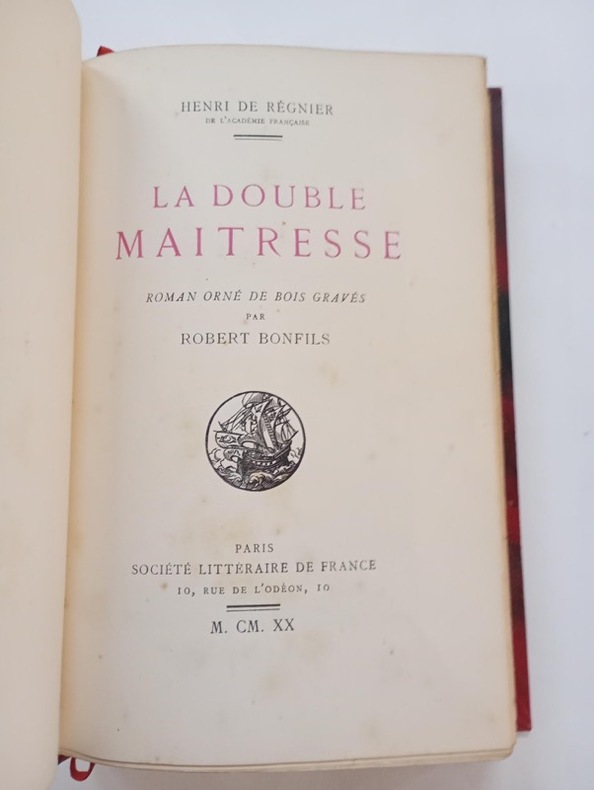 HENRI DE RÉGNIER
DE L'ACADÉMIE FRANÇAISE
LA DOUBLE
MAITRESSE
ROMAN ORNÉ DE BOIS GRAVÉS
PAR
ROBERT BONFILS
PARIS
SOCIÉTÉ LITTÉRAIRE DE FRANCE
10, RUE DE L'ODÉON, 10
M. CM. XX